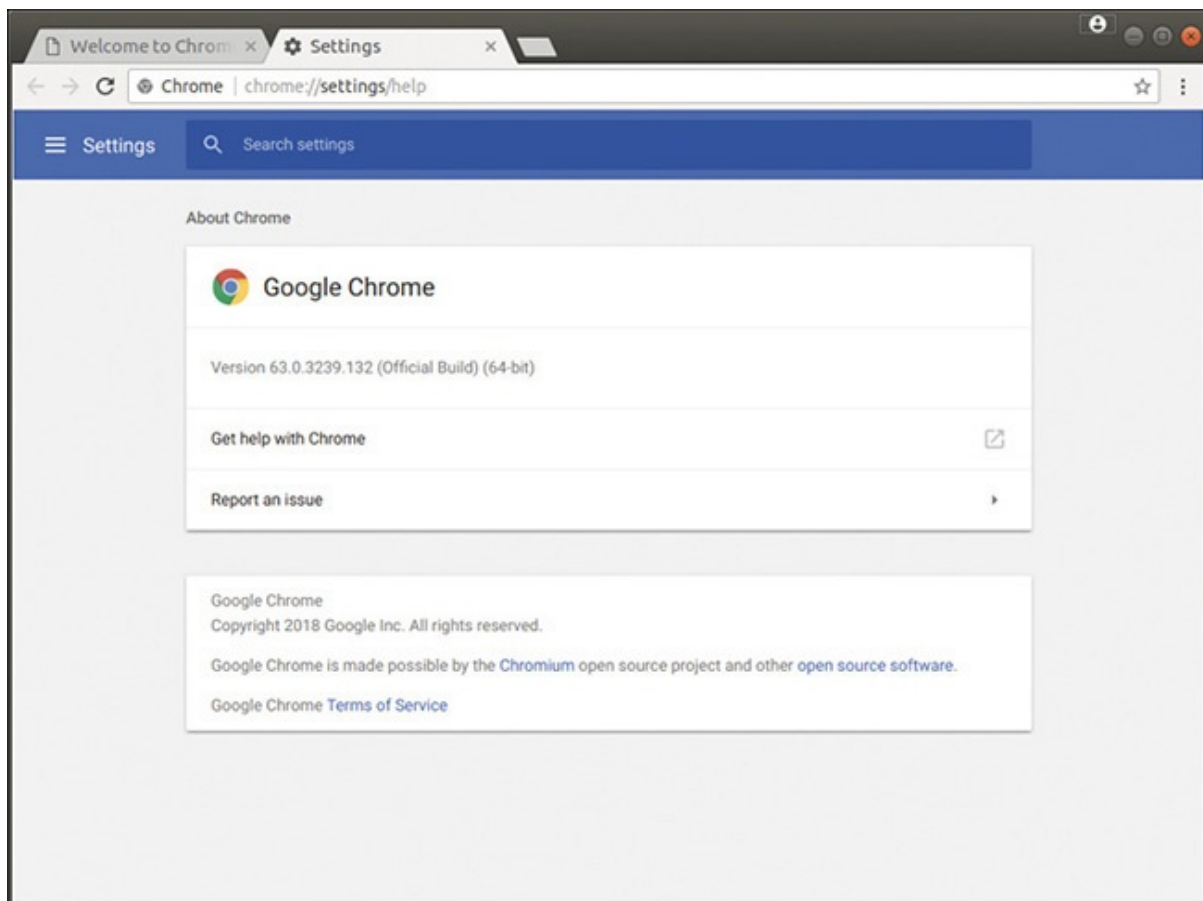 Welcome to Chrom
Settings
Chrome | chrome://settings/help
Settings
Search settings
About Chrome
Google Chrome
Version 63.0.3239.132 (Official Build) (64-bit)
Get help with Chrome
Report an issue
Google Chrome
Copyright 2018 Google Inc. All rights reserved.
Google Chrome is made possible by the Chromium open source project and other open source software.
Google Chrome Terms of Service